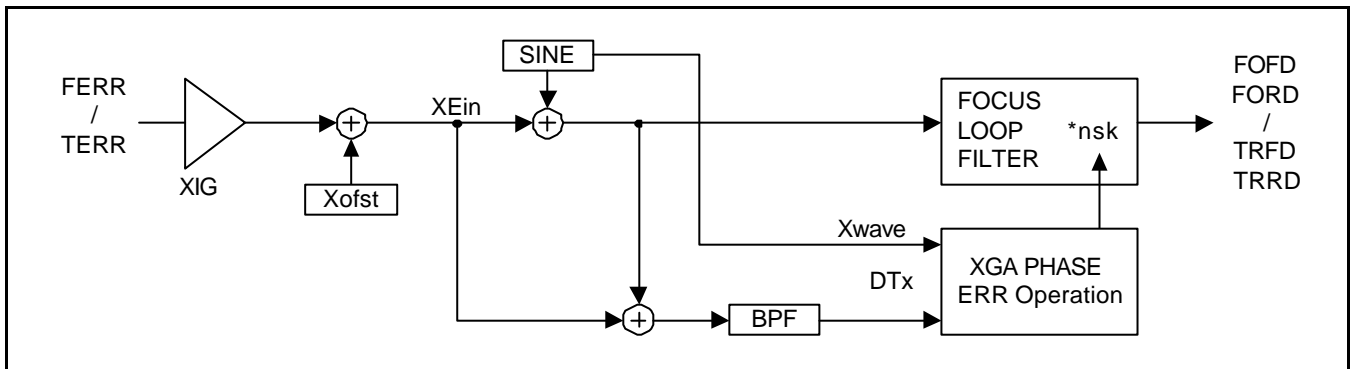 FERR
/
TERR
XIG
Xofst
XEin
SINE
FOCUS
LOOP *nsk
FILTER
FOFD
FORD
/
TRFD
TRRD
Xwave
DTx
BPF
XGA PHASE
ERR Operation